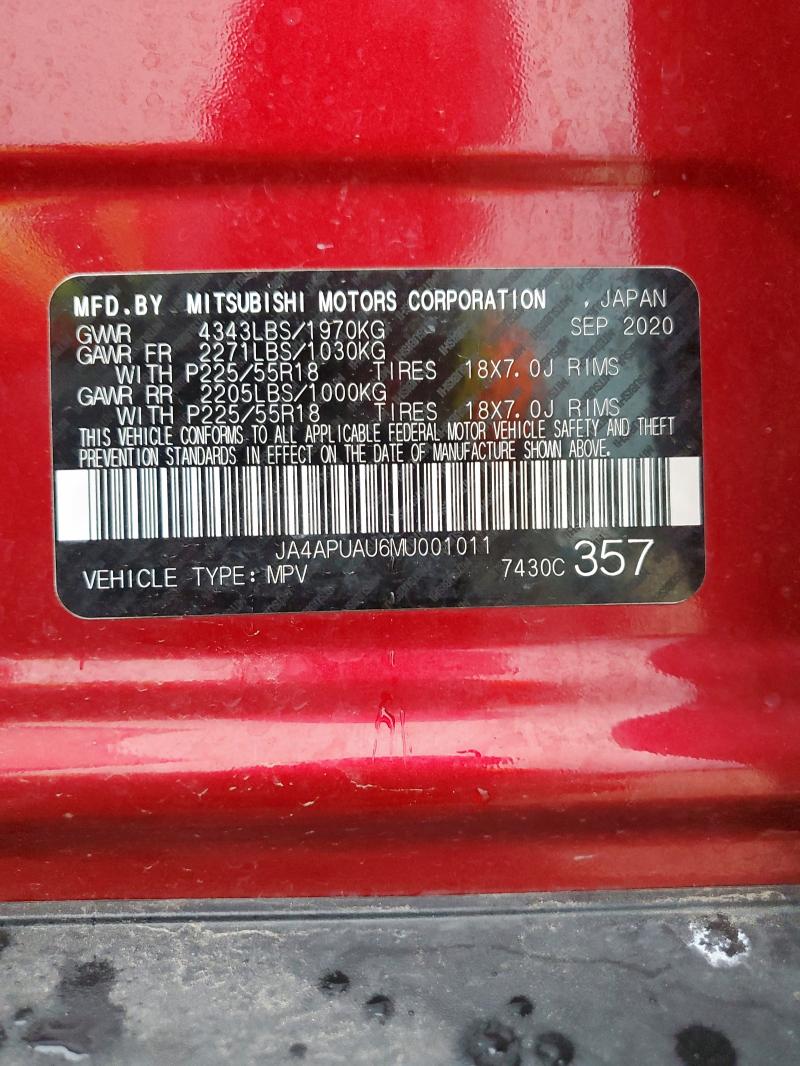 MFD.BY MITSUBISHI MOTORS CORPORATION , JAPAN
GVWR 4343LBS/1970KG SEP 2020
GAWR FR 2271LBS/1030KG
WITH P225/55R18 TIRES 18X7.0J RIMS
GAWR RR 2205LBS/1000KG
WITH P225/55R18 TIRES 18X7.0J RIMS
THIS VEHICLE CONFORMS TO ALL APPLICABLE FEDERAL MOTOR VEHICLE SAFETY AND THEFT
PREVENTION STANDARDS IN EFFECT ON THE DATE OF MANUFACTURE SHOWN ABOVE.
JA4APUAU6MU001011
VEHICLE TYPE: MPV 7430C 357